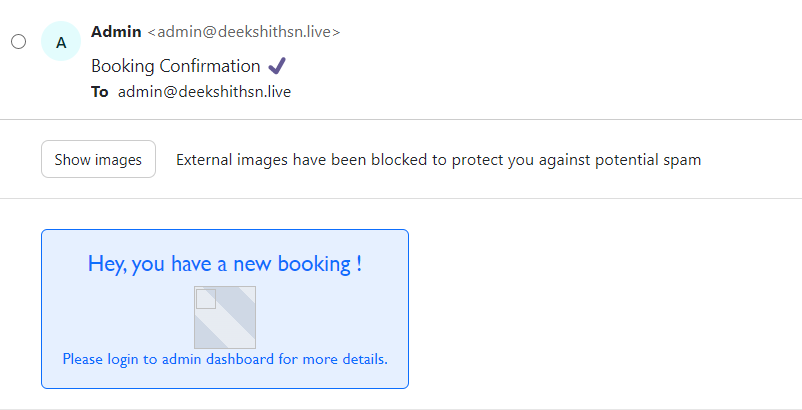 Admin <admin@deekshithsn.live>
A
Booking Confirmation ✔
To admin@deekshithsn.live
Show images External images have been blocked to protect you against potential spam
Hey, you have a new booking !
Please login to admin dashboard for more details.